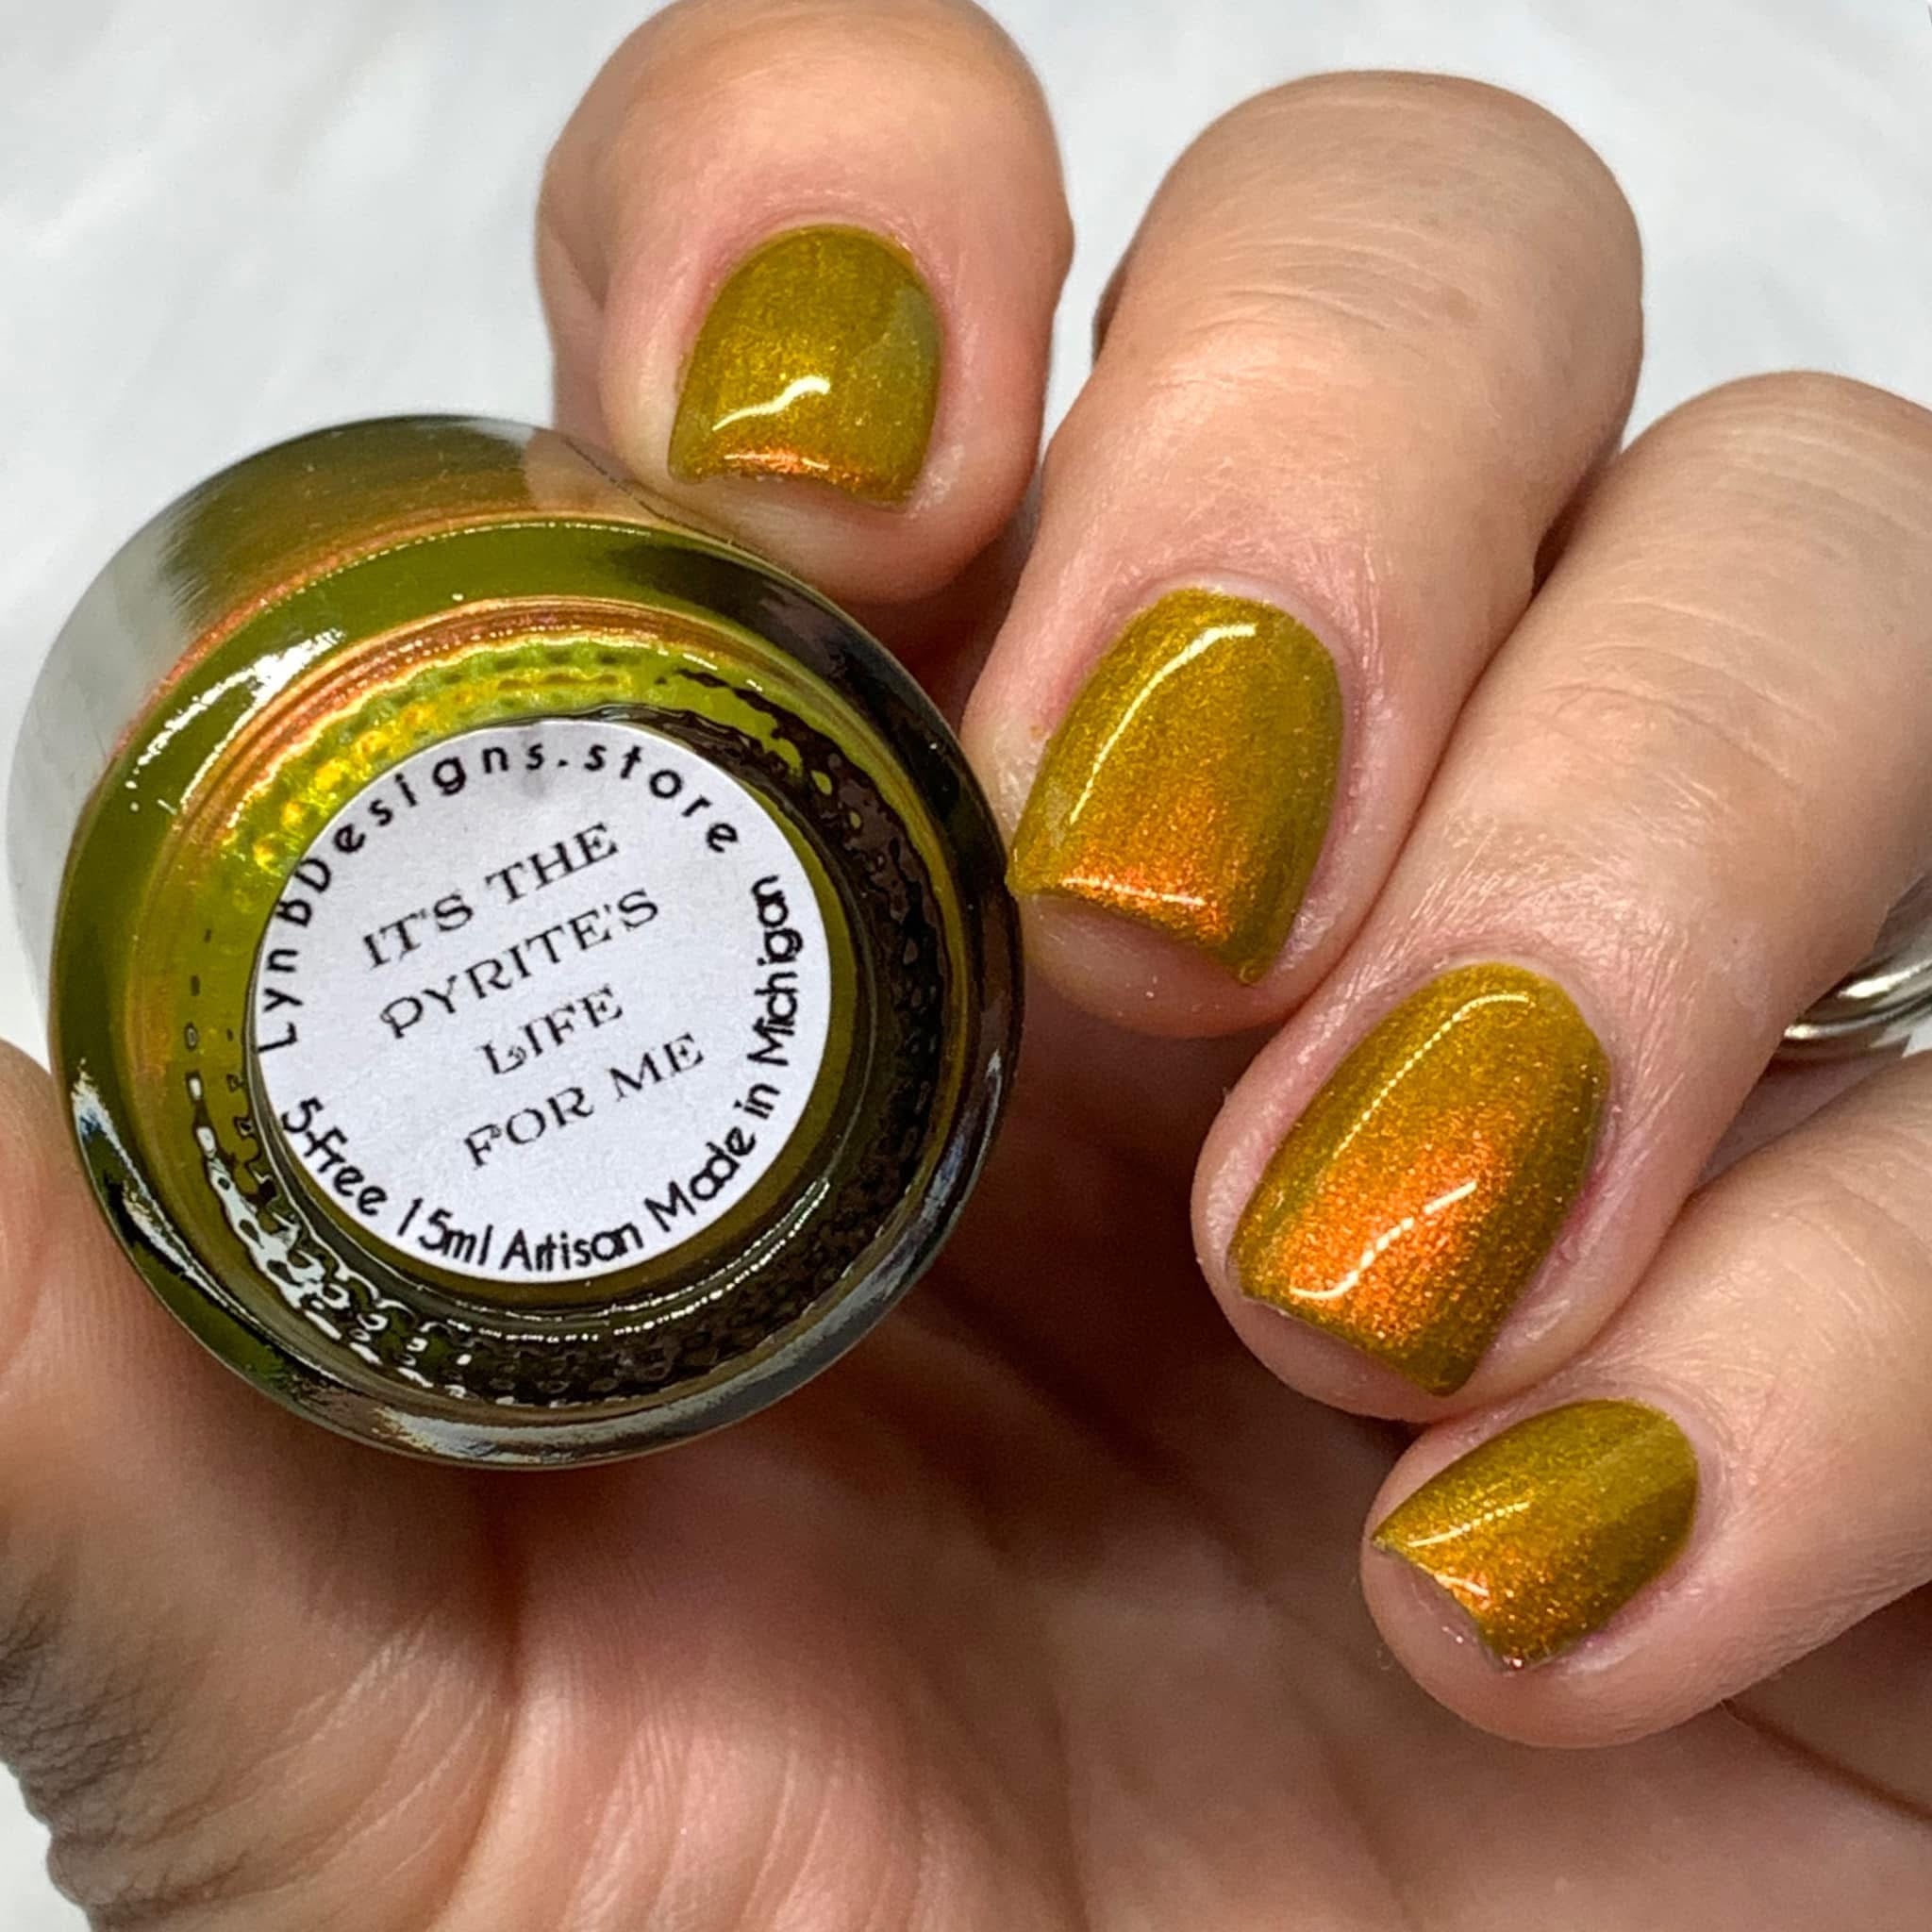 LynBDesigns.store
IT'S THE
PYRITE'S
LIFE
FOR ME
5-Free 15ml Artisan Made in Michigan